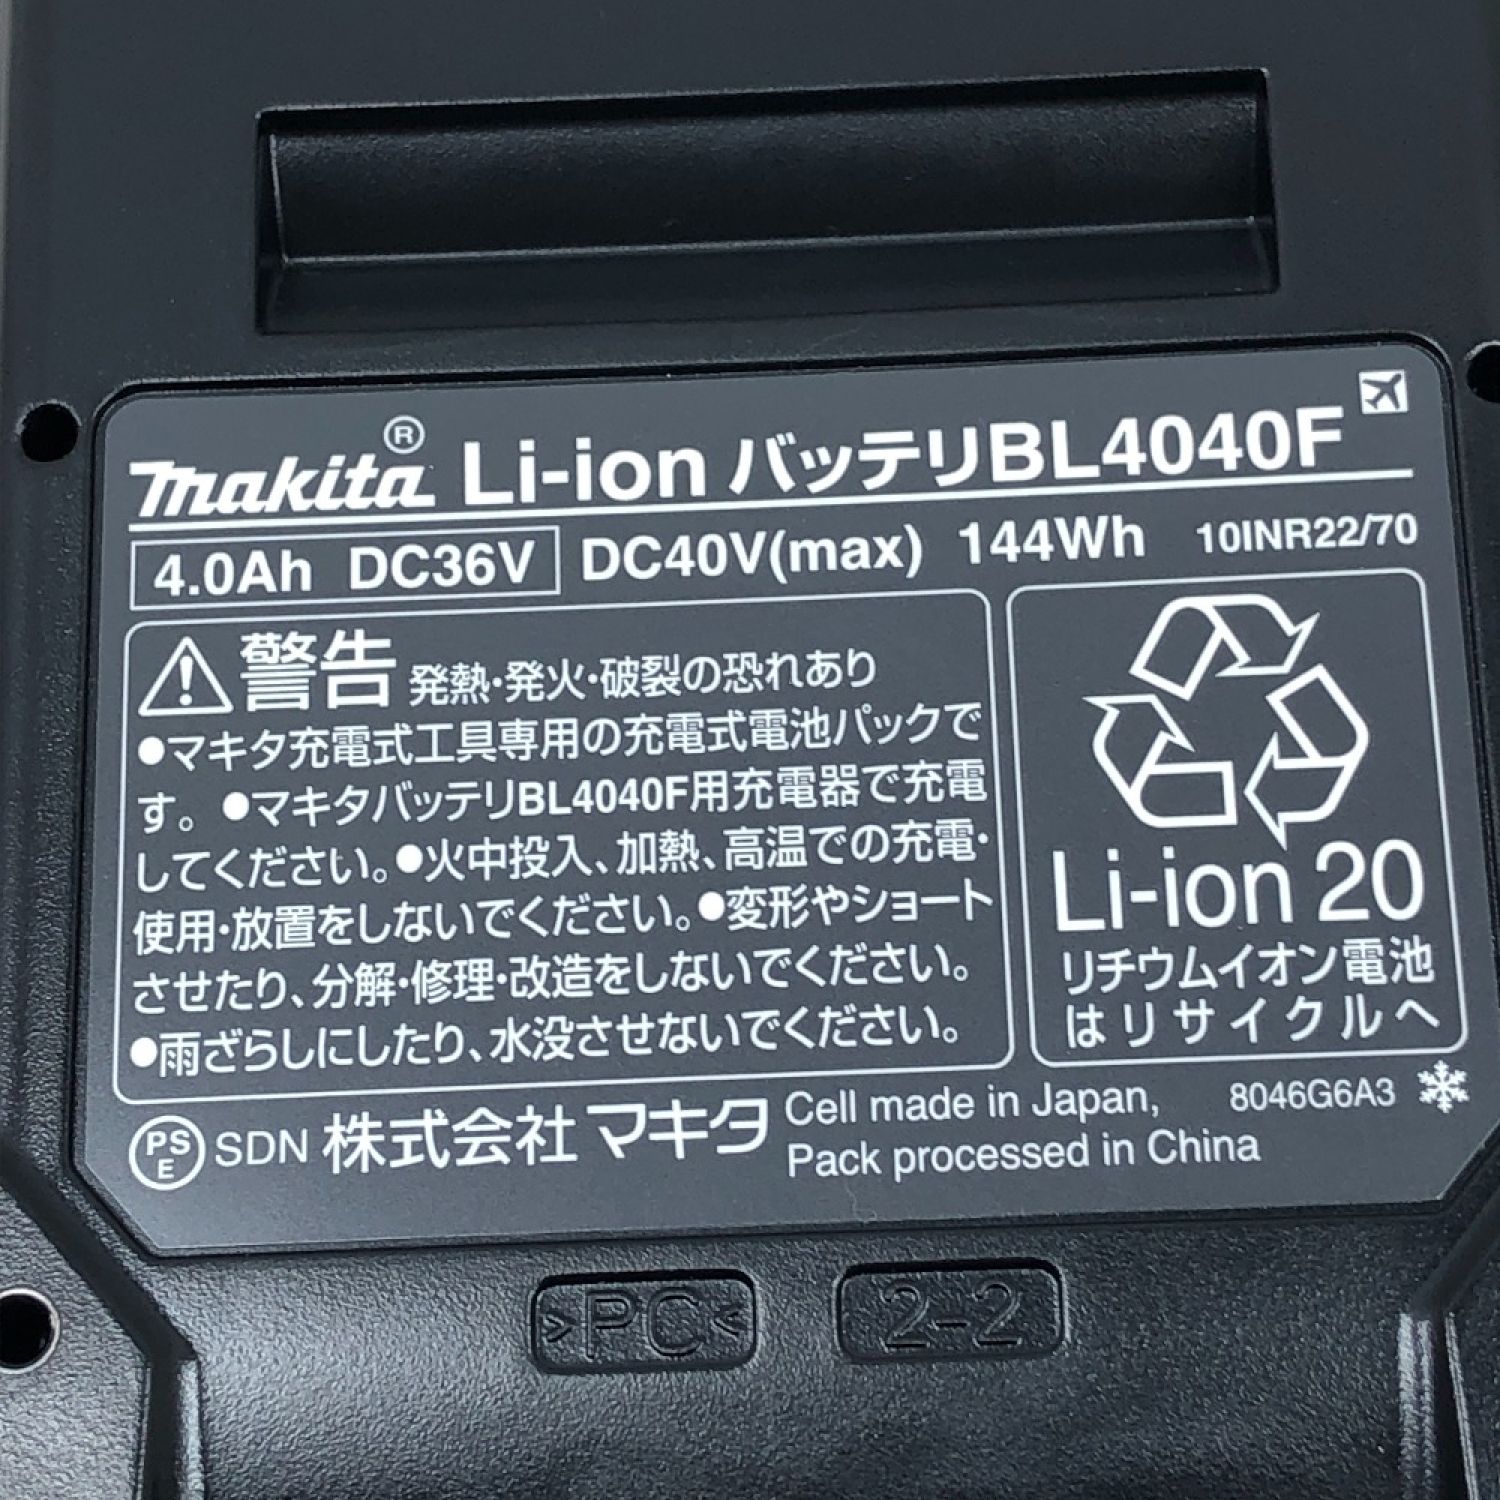 makita® Li-ion バッテリBL4040F
4.0Ah DC36V DC40V(max) 144Wh 10INR22/70
警告 発熱・発火・破裂の恐れあり
●マキタ充電式工具専用の充電式電池パックで
す。●マキタバッテリBL4040F用充電器で充電
してください。●火中投入、加熱、高温での充電・
使用・放置をしないでください。●変形やショート
させたり、分解・修理・改造をしないでください。
●雨ざらしにしたり、水没させないでください。
Li-ion 20
リチウムイオン電池
はリサイクルへ
PS
E
SDN 株式会社マキタ
Cell made in Japan,
Pack processed in China
8046G6A3
>PC<
2-2